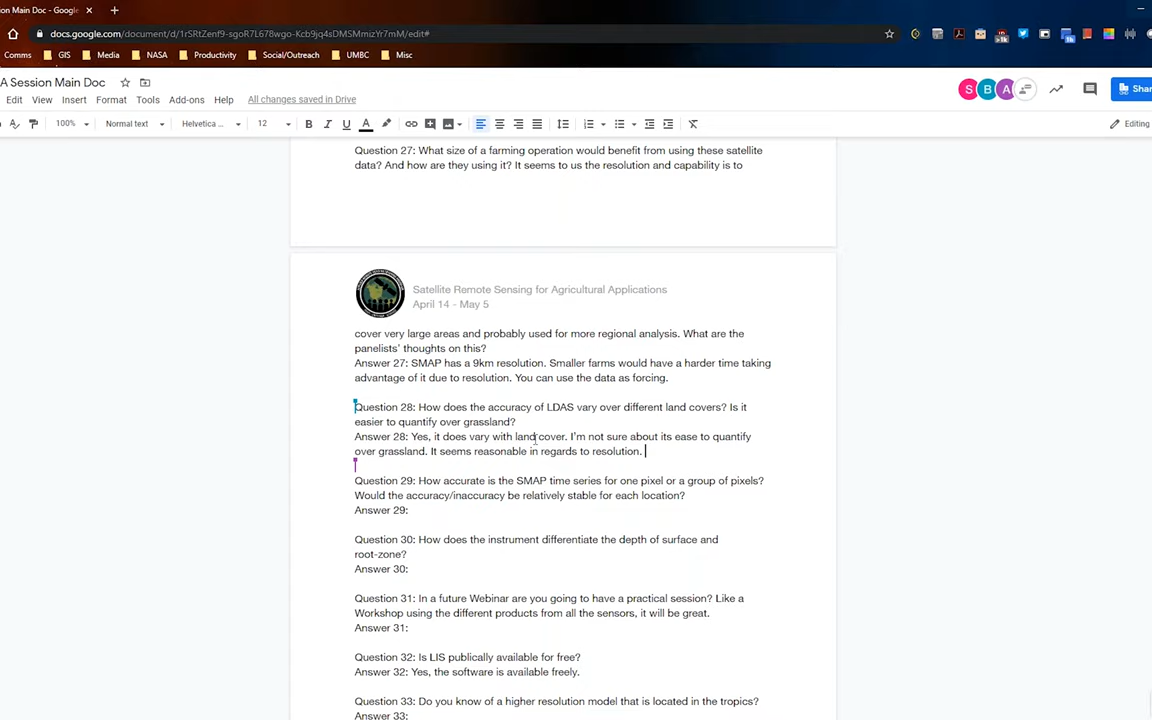 sion Main Doc - Google
docs.google.com/document/d/1rSRtZenf9-sgoR7L678wgo-Kcb9jq4sDMSMmizYr7mM/edit#
Comms GIS Media NASA Productivity Social/Outreach UMBC Misc
A Session Main Doc
S B A Shar
Edit View Insert Format Tools Add-ons Help All changes saved in Drive
100% Normal text Helvetica ... 12 B I U A Editing
Question 27: What size of a farming operation would benefit from using these satellite
data? And how are they using it? It seems to us the resolution and capability is to
Satellite Remote Sensing for Agricultural Applications
April 14 - May 5
cover very large areas and probably used for more regional analysis. What are the
panelists' thoughts on this?
Answer 27: SMAP has a 9km resolution. Smaller farms would have a harder time taking
advantage of it due to resolution. You can use the data as forcing.
Question 28: How does the accuracy of LDAS vary over different land covers? Is it
easier to quantify over grassland?
Answer 28: Yes, it does vary with land cover. I'm not sure about its ease to quantify
over grassland. It seems reasonable in regards to resolution.
Question 29: How accurate is the SMAP time series for one pixel or a group of pixels?
Would the accuracy/inaccuracy be relatively stable for each location?
Answer 29:
Question 30: How does the instrument differentiate the depth of surface and
root-zone?
Answer 30:
Question 31: In a future Webinar are you going to have a practical session? Like a
Workshop using the different products from all the sensors, it will be great.
Answer 31:
Question 32: Is LIS publically available for free?
Answer 32: Yes, the software is available freely.
Question 33: Do you know of a higher resolution model that is located in the tropics?
Answer 33: